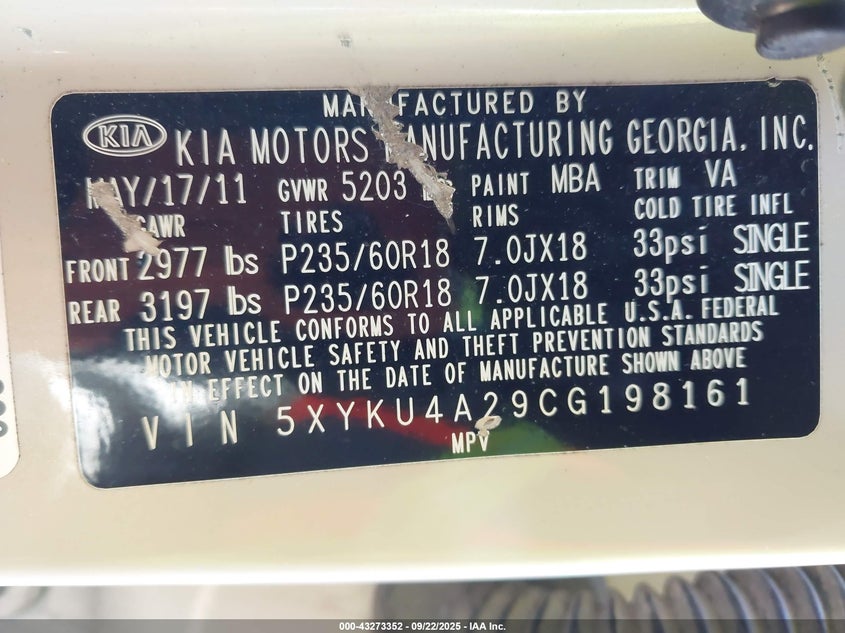 MANUFACTURED BY
KIA KIA MOTORS MANUFACTURING GEORGIA. INC.
MAY/17/11 GVWR 5203 PAINT MBA TRIM VA
GAWR TIRES RIMS COLD TIRE INFL
FRONT 2977 lbs P235/60R18 7.0JX18 33psi SINGLE
REAR 3197 lbs P235/60R18 7.0JX18 33psi SINGLE
THIS VEHICLE CONFORMS TO ALL APPLICABLE U.S.A. FEDERAL
MOTOR VEHICLE SAFETY AND THEFT PREVENTION STANDARDS
IN EFFECT ON THE DATE OF MANUFACTURE SHOWN ABOVE
VIN 5XYKU4A29CG198161
MPV
000-43273352 - 09/22/2025 - IAA Inc.